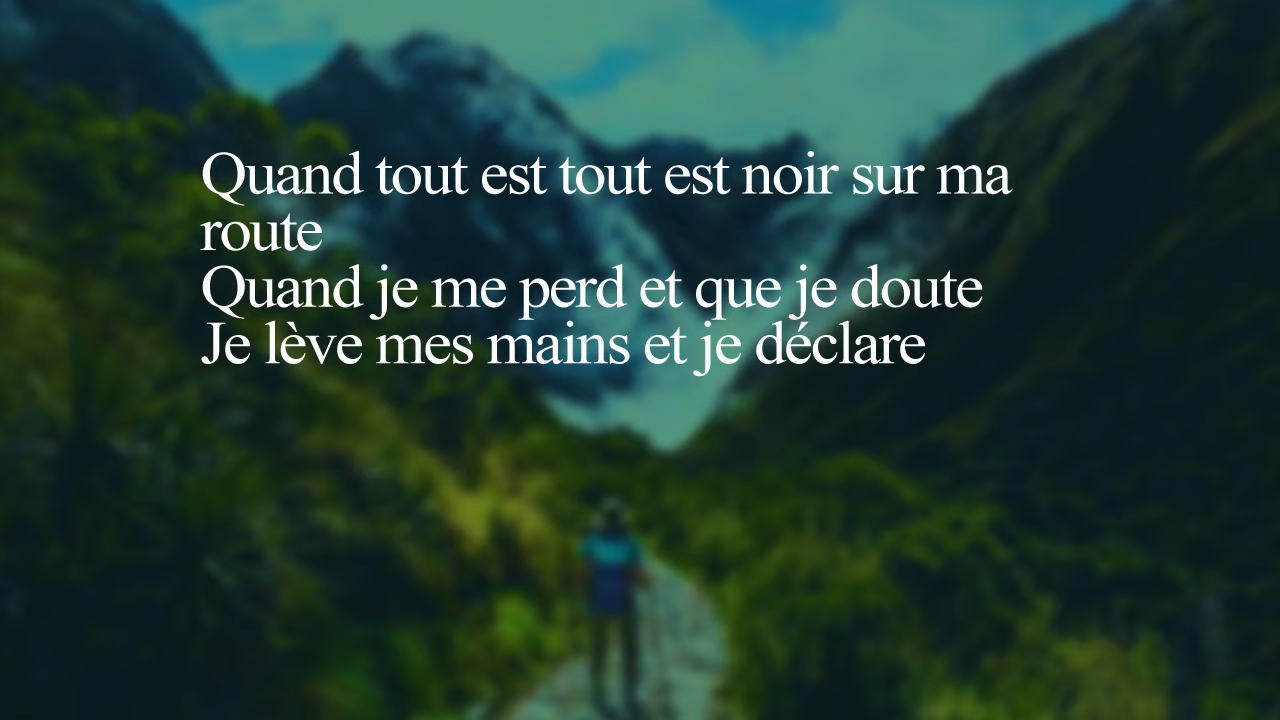 Quand tout est tout est noir sur ma
route
Quand je me perd et que je doute
Je lève mes mains et je déclare